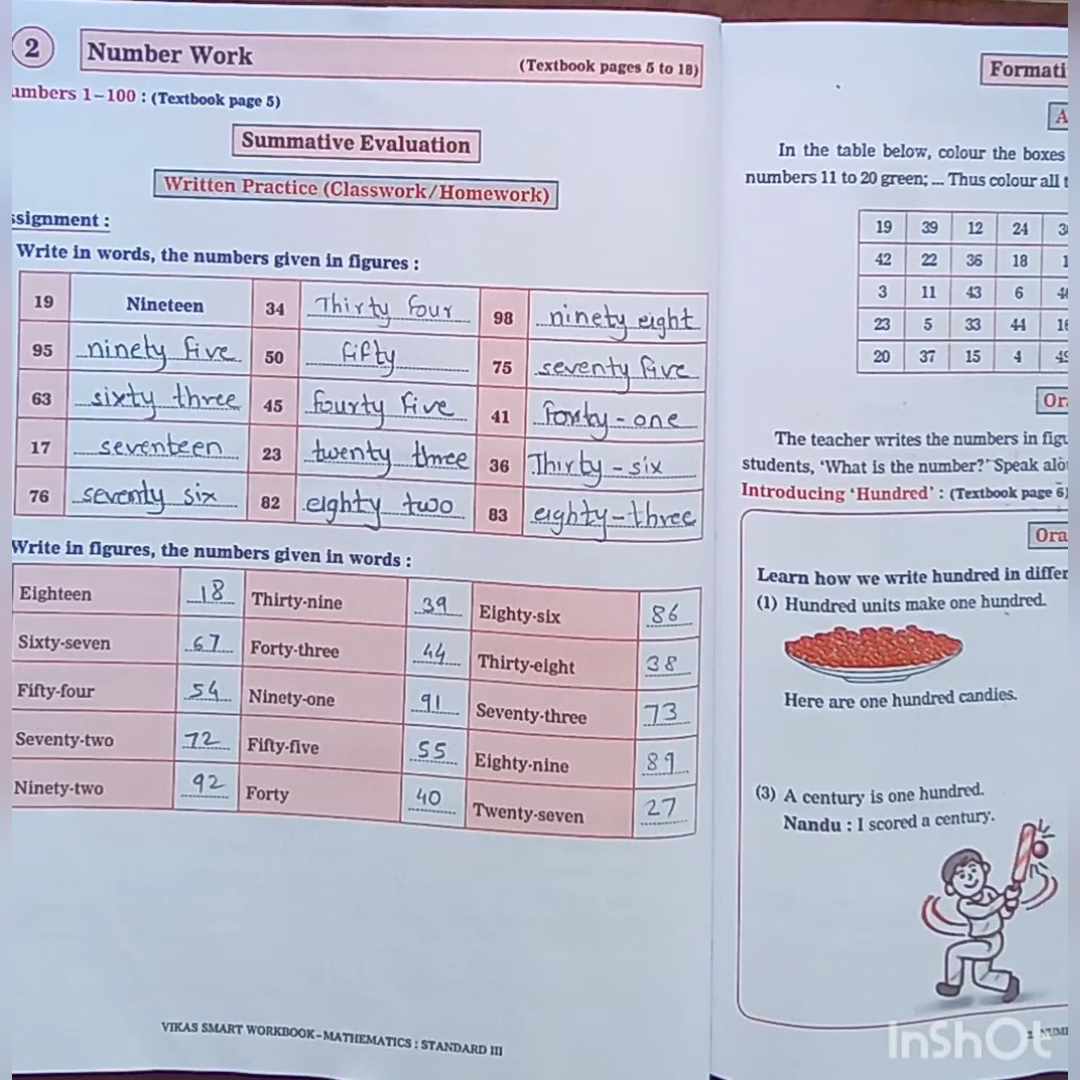 2 Number Work (Textbook pages 5 to 18)
umbers 1-100 : (Textbook page 5)
Summative Evaluation
Written Practice (Classwork/Homework)
ssignment :
Write in words, the numbers given in figures :
19 Nineteen 34 Thirty four 98 ninety eight
95 ninety five 50 fifty 75 seventy five
63 sixty three 45 fourty five 41 forty-one
17 seventeen 23 twenty three 36 Thirty-six
76 seventy six 82 eighty two 83 eighty-three
Write in figures, the numbers given in words :
Eighteen 18 Thirty-nine 39 Eighty-six 86
Sixty-seven 67 Forty-three 44 Thirty-eight 38
Fifty-four 54 Ninety-one 91 Seventy-three 73
Seventy-two 72 Fifty-five 55 Eighty-nine 89
Ninety-two 92 Forty 40 Twenty-seven 27
VIKAS SMART WORKBOOK-MATHEMATICS : STANDARD III
Formati
A
In the table below, colour the boxes
numbers 11 to 20 green; ... Thus colour all t
19 39 12 24 3
42 22 36 18 1
3 11 43 6 4
23 5 33 44 1
20 37 15 4 4
Or
The teacher writes the numbers in figu
students, 'What is the number?' Speak alo
Introducing 'Hundred' : (Textbook page 6)
Ora
Learn how we write hundred in differ
(1) Hundred units make one hundred.
Here are one hundred candies.
(3) A century is one hundred.
Nandu : I scored a century.
InShOt